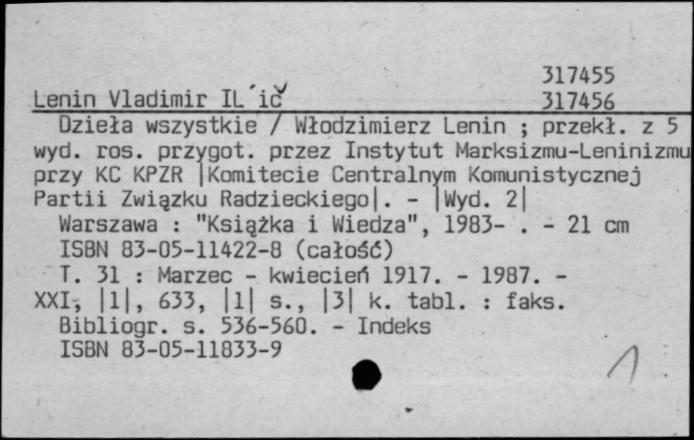 317455
Lenin Vladimir IL´ič 317456
Dzieła wszystkie / Włodzimierz Lenin ; przekł. z 5
wyd. ros. przygot. przez Instytut Marksizmu-Leninizmu
przy KC KPZR |Komitecie Centralnym Komunistycznej
Partii Związku Radzieckiego|. - |Wyd. 2|
Warszawa : "Książka i Wiedza", 1983- . - 21 cm
ISBN 83-05-11422-8 (całość)
T. 31 : Marzec - kwiecień 1917. - 1987. -
XXI, |1|, 633, |1| s., |3| k. tabl. : faks.
Bibliogr. s. 536-560. - Indeks
ISBN 83-05-11833-9
1